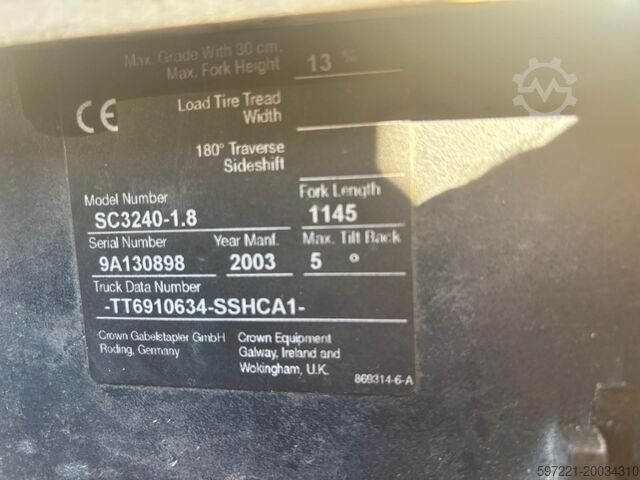 Max. Grade With 30 cm.
Max. Fork Height 13 %
CE
Load Tire Tread
Width
180° Traverse
Sideshift
Model Number Fork Length
SC3240-1.8 1145
Serial Number Year Manf. Max. Tilt Back
9A130898 2003 5 °
Truck Data Number
-TT6910634-SSHCA1-
Crown Gabelstapler GmbH Crown Equipment
Roding, Germany Galway, Ireland and
Wokingham, U.K.
869314-6-A
597221-20034310